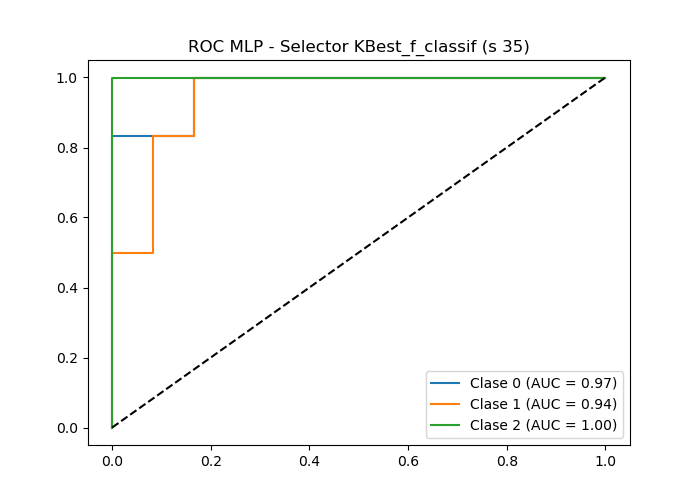 ROC MLP - Selector KBest_f_classif (s 35)
1.0
0.8
0.6
0.4
0.2
0.0
Clase 0 (AUC = 0.97)
Clase 1 (AUC = 0.94)
Clase 2 (AUC = 1.00)
0.0 0.2 0.4 0.6 0.8 1.0